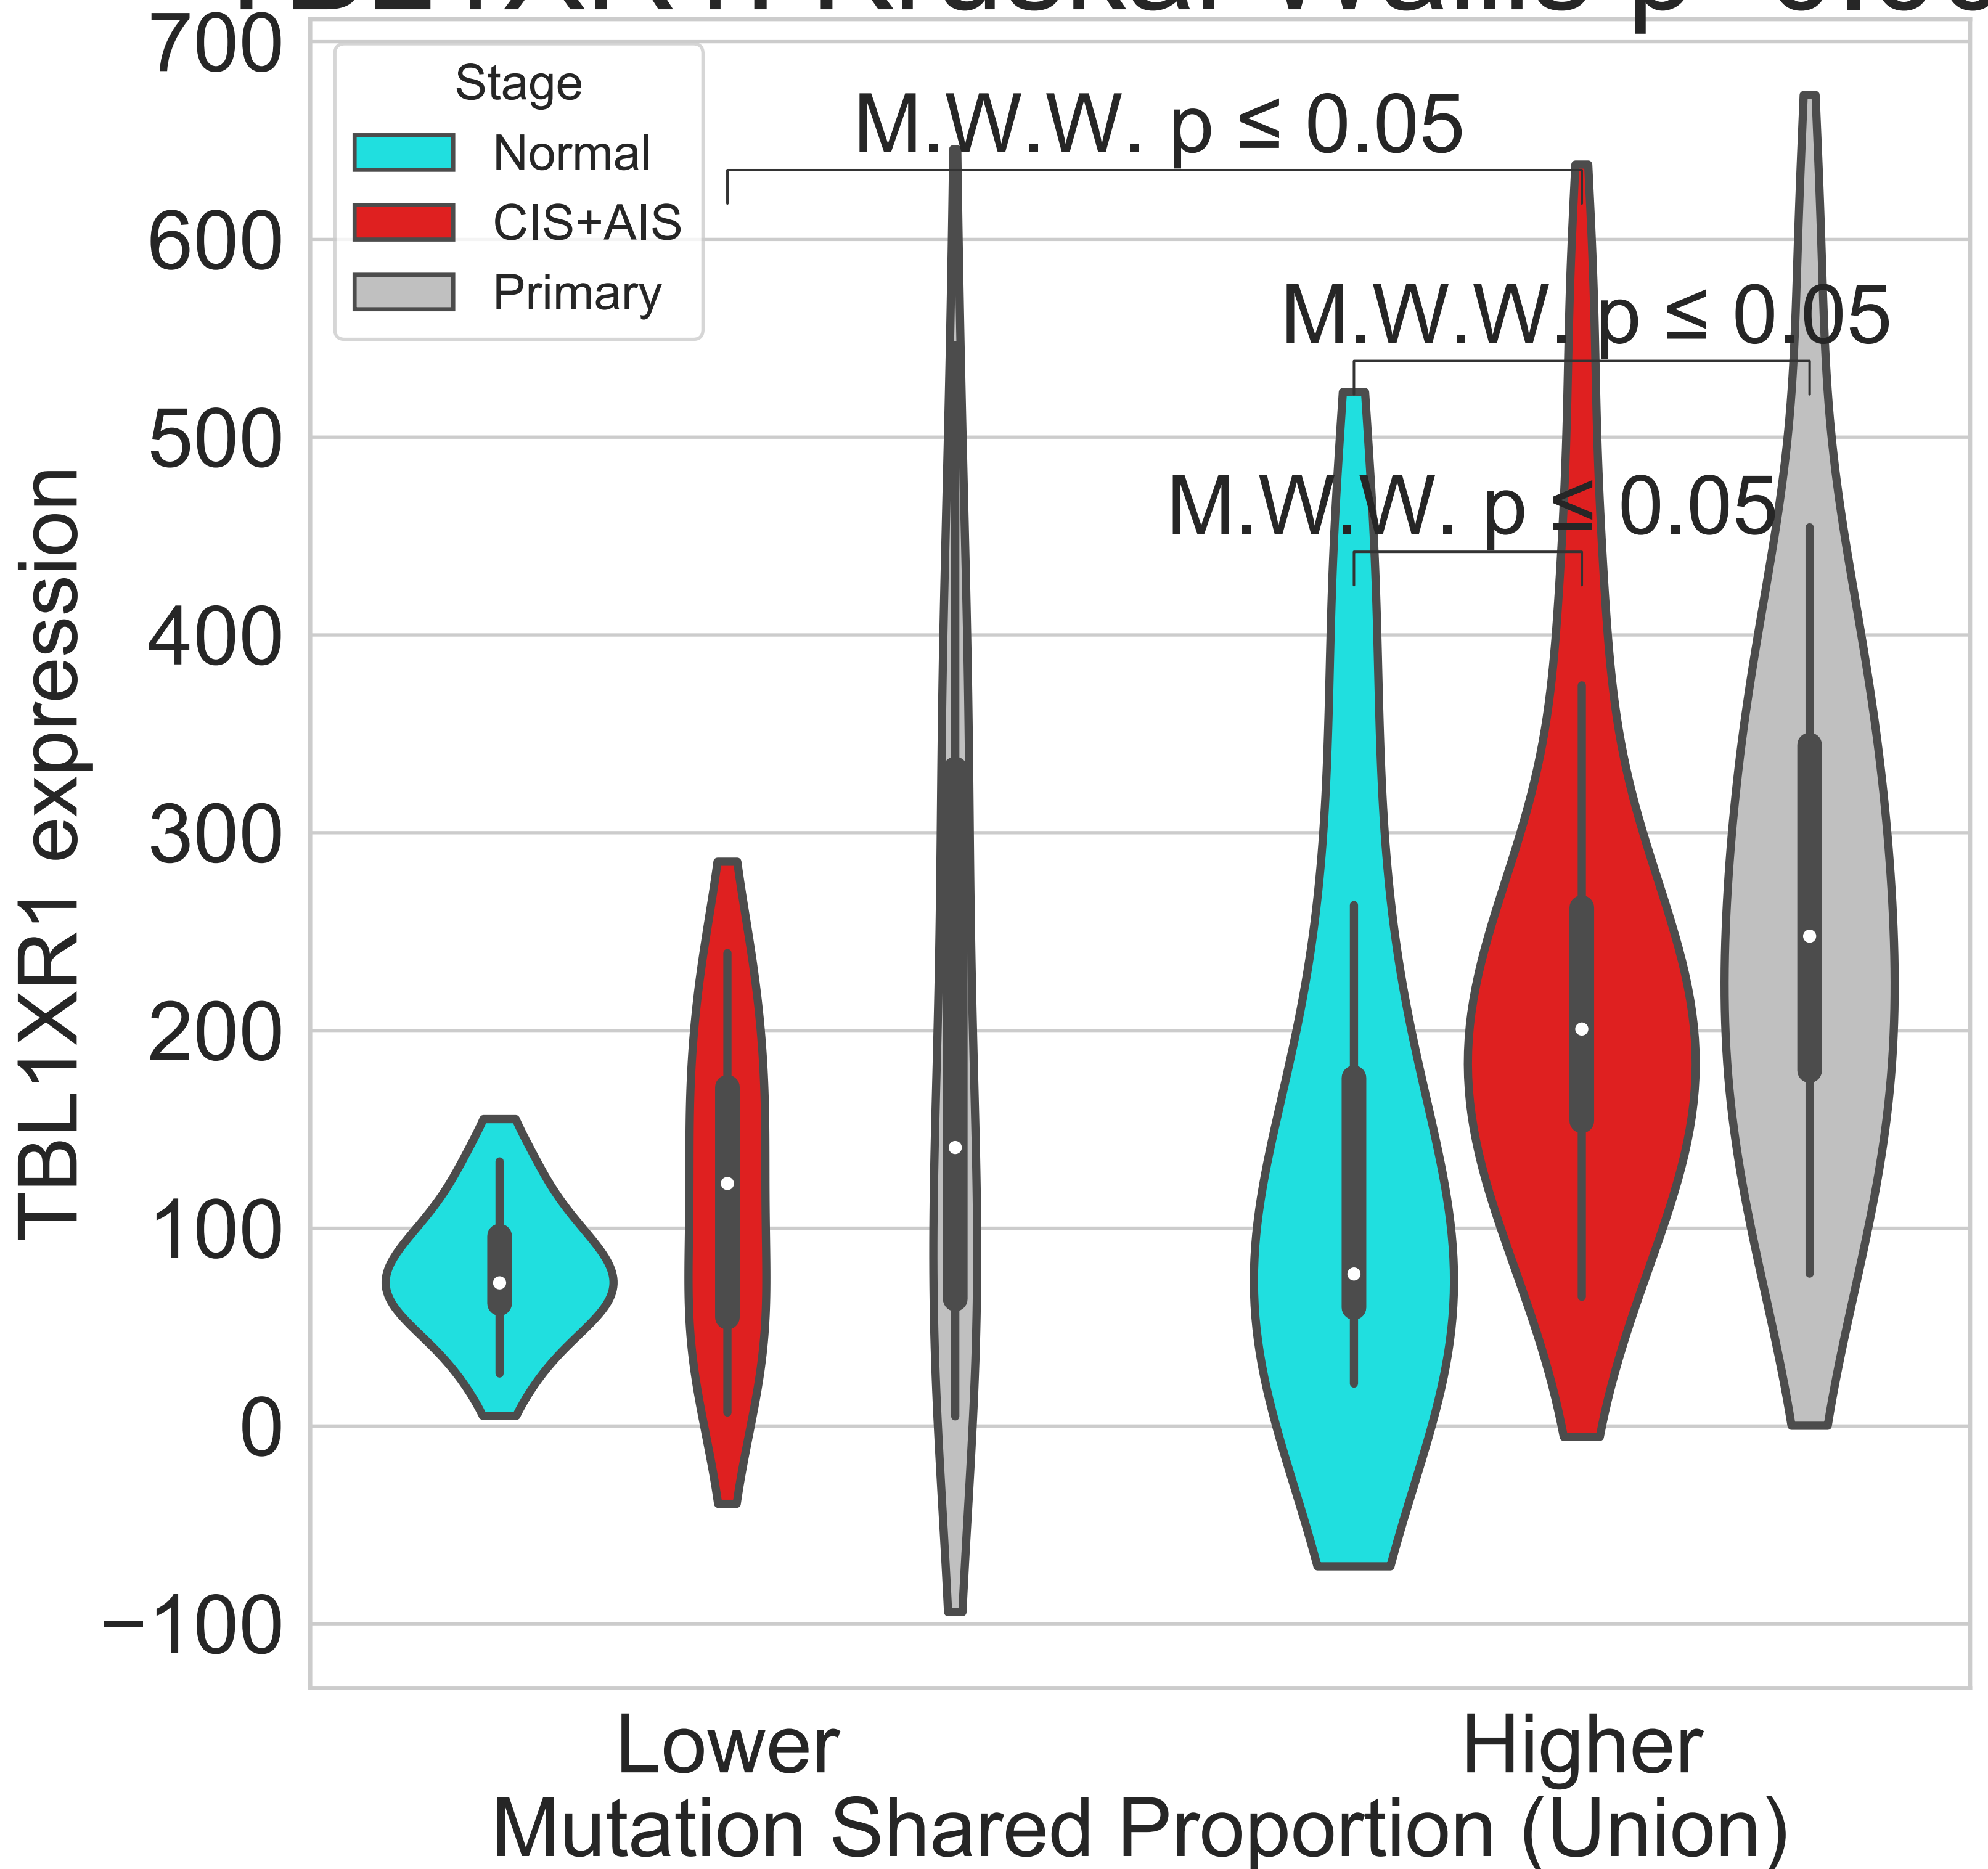 700
600
500
400
300
200
100
0
−100
TBL1XR1 expression
Stage
Normal
CIS+AIS
Primary
M.W.W. p ≤ 0.05
M.W.W. p ≤ 0.05
M.W.W. p ≤ 0.05
Lower
Higher
Mutation Shared Proportion (Union)